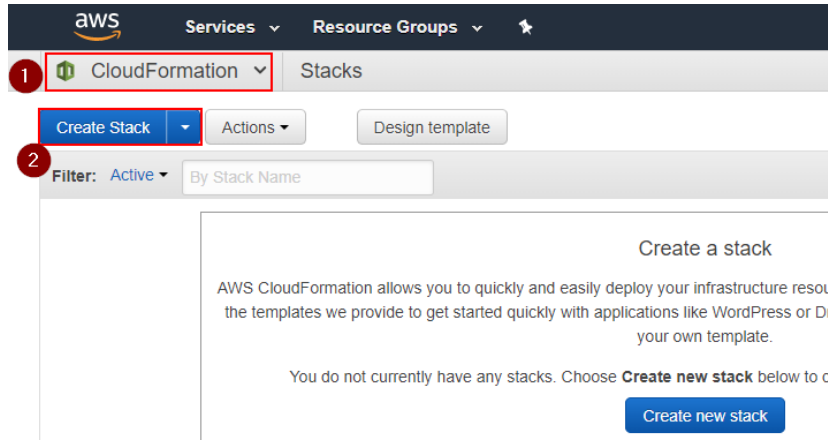 aws Services Resource Groups
1 CloudFormation Stacks
Create Stack Actions Design template
2
Filter: Active By Stack Name
Create a stack
AWS CloudFormation allows you to quickly and easily deploy your infrastructure
the templates we provide to get started quickly with applications like WordPress or
your own template.
You do not currently have any stacks. Choose Create new stack below to
Create new stack